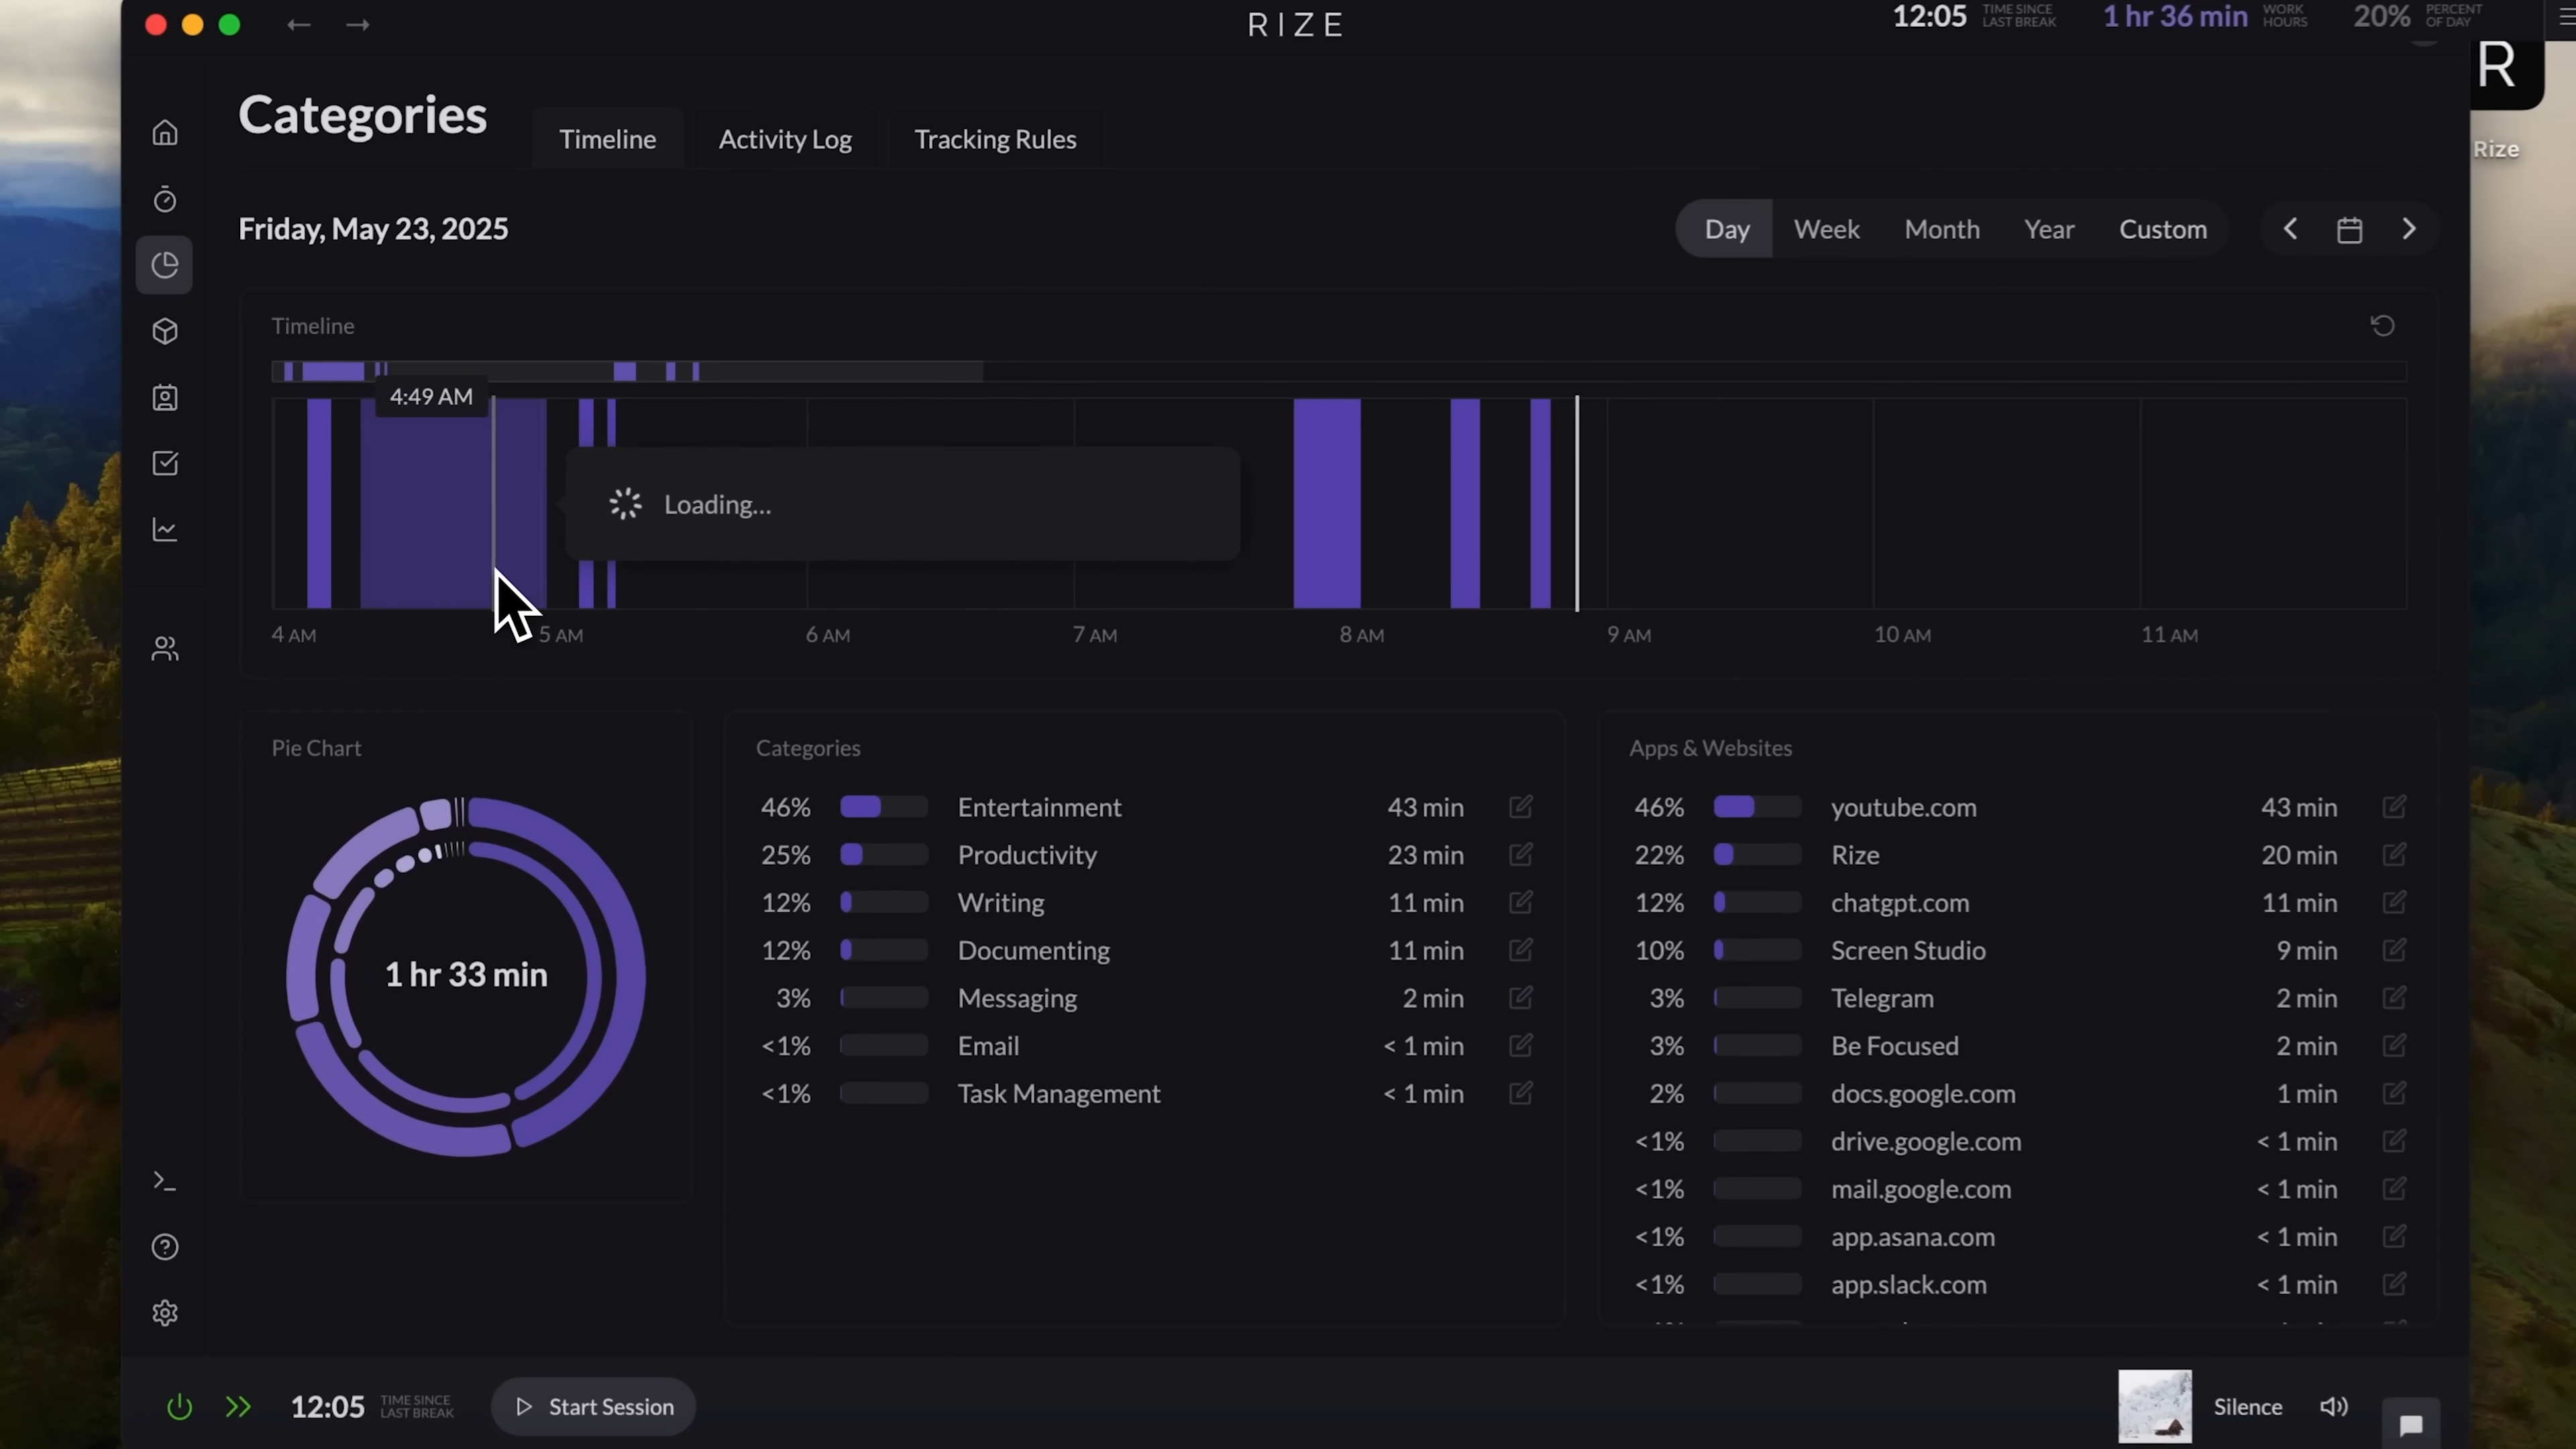 RIZE
12:05 TIME SINCE LAST BREAK 1 hr 36 min WORK HOURS 20% PERCENT OF DAY
R
Rize
Categories
Timeline
Activity Log
Tracking Rules
Friday, May 23, 2025
Day
Week
Month
Year
Custom
Timeline
4:49 AM
Loading...
4 AM
5 AM
6 AM
7 AM
8 AM
9 AM
10 AM
11 AM
Pie Chart
1 hr 33 min
Categories
46% Entertainment 43 min
25% Productivity 23 min
12% Writing 11 min
12% Documenting 11 min
3% Messaging 2 min
<1% Email < 1 min
<1% Task Management < 1 min
Apps & Websites
46% youtube.com 43 min
22% Rize 20 min
12% chatgpt.com 11 min
10% Screen Studio 9 min
3% Telegram 2 min
3% Be Focused 2 min
2% docs.google.com 1 min
<1% drive.google.com < 1 min
<1% mail.google.com < 1 min
<1% app.asana.com < 1 min
<1% app.slack.com < 1 min
12:05 TIME SINCE LAST BREAK
Start Session
Silence